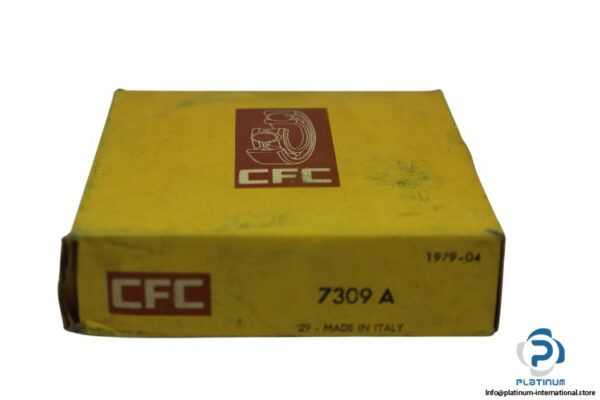 CFC
1979-04
CFC
7309 A
29 - MADE IN ITALY
PLATINUM
Info@platinum-international.store